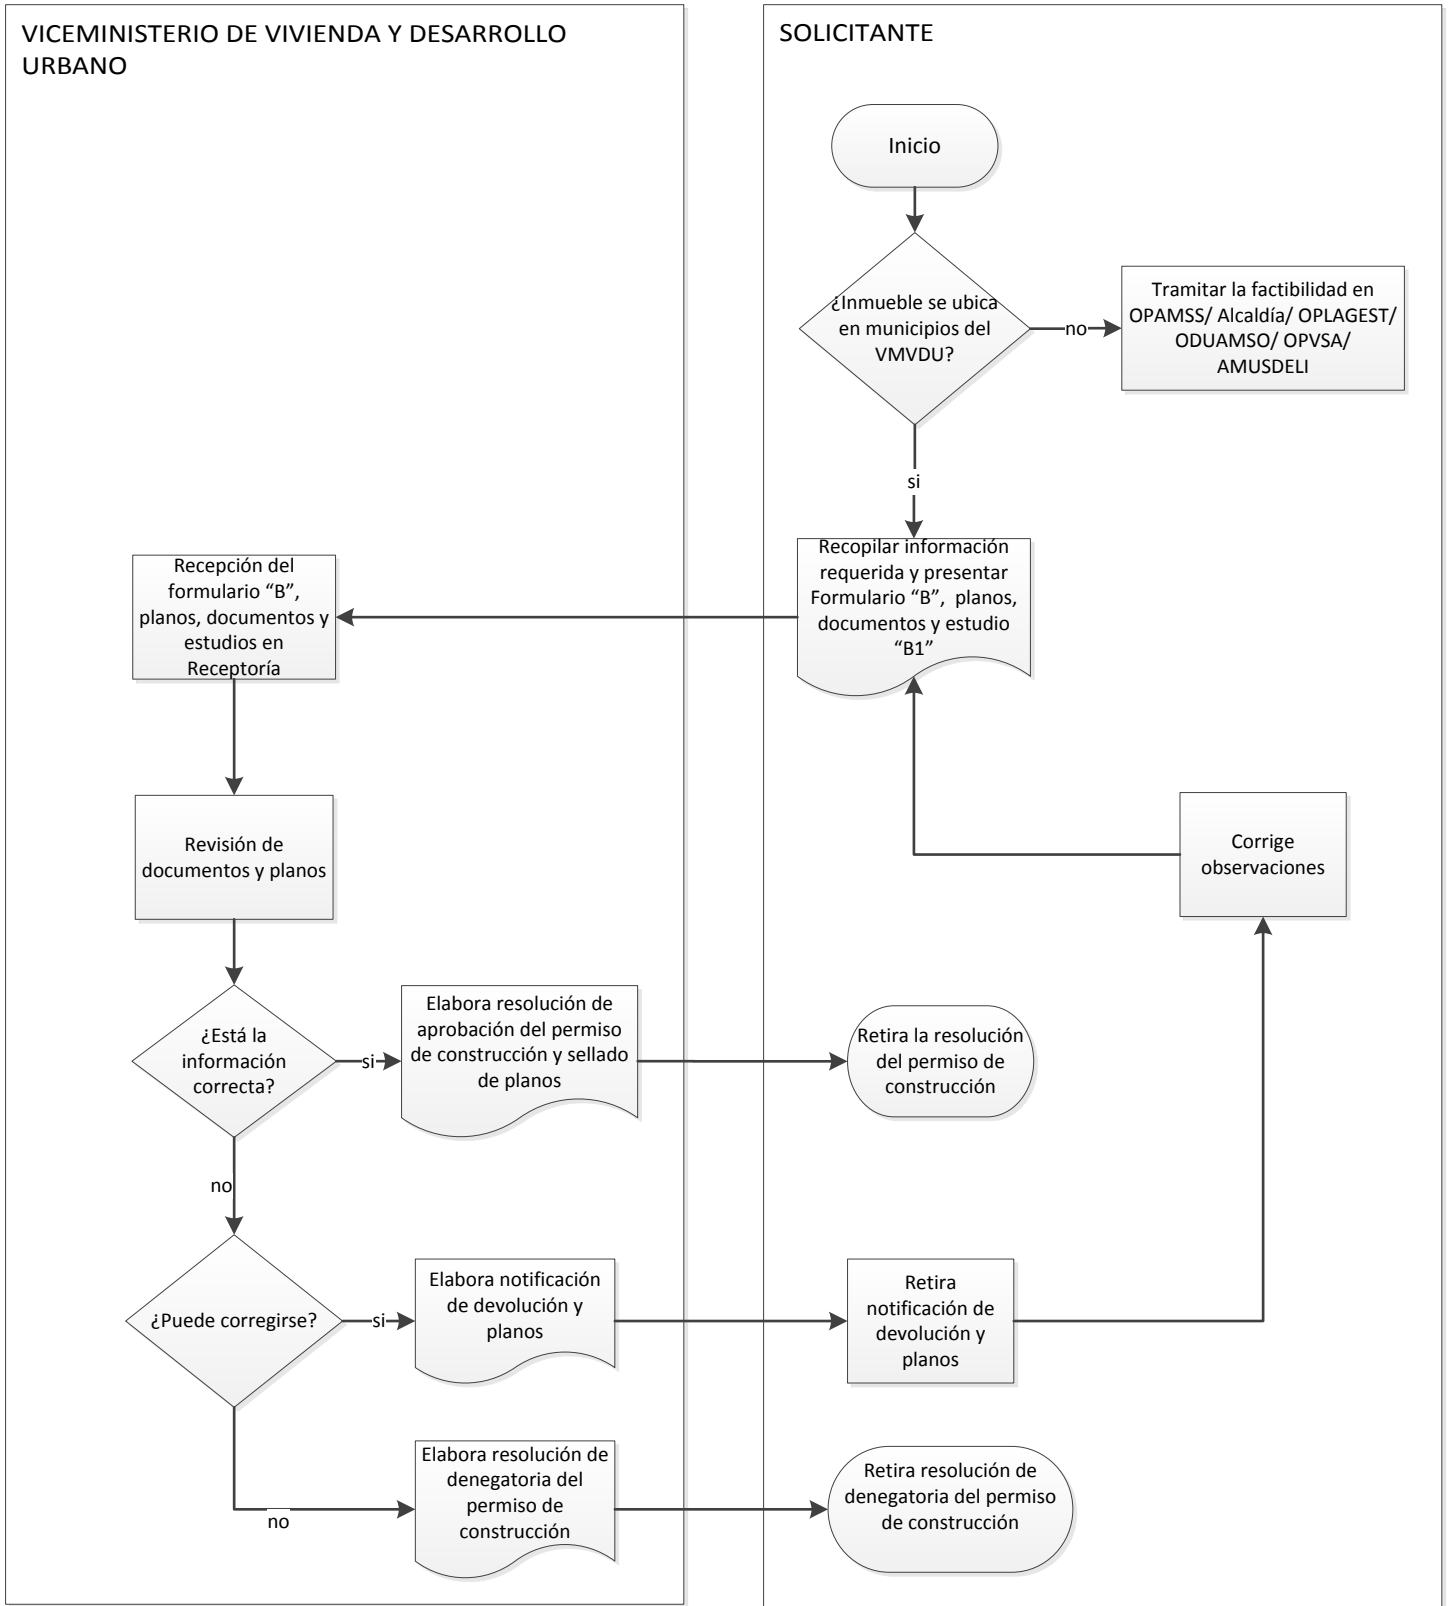 VICEMINISTERIO DE VIVIENDA Y DESARROLLO
URBANO
SOLICITANTE
Inicio
¿Inmueble se ubica
en municipios del
VMVDU?
no
Tramitar la factibilidad en
OPAMSS/ Alcaldía/ OPLAGEST/
ODUAMSO/ OPVSA/
AMUSDELI
si
Recopilar información
requerida y presentar
Formulario “B”, planos,
documentos y estudio
“B1”
Recepción del
formulario “B”,
planos, documentos y
estudios en
Receptoría
Revisión de
documentos y planos
Corrige
observaciones
¿Está la
información
correcta?
si
Elabora resolución de
aprobación del permiso
de construcción y sellado
de planos
Retira la resolución
del permiso de
construcción
no
¿Puede corregirse?
si
Elabora notificación
de devolución y
planos
Retira
notificación de
devolución y
planos
no
Elabora resolución de
denegatoria del
permiso de
construcción
Retira resolución de
denegatoria del permiso
de construcción